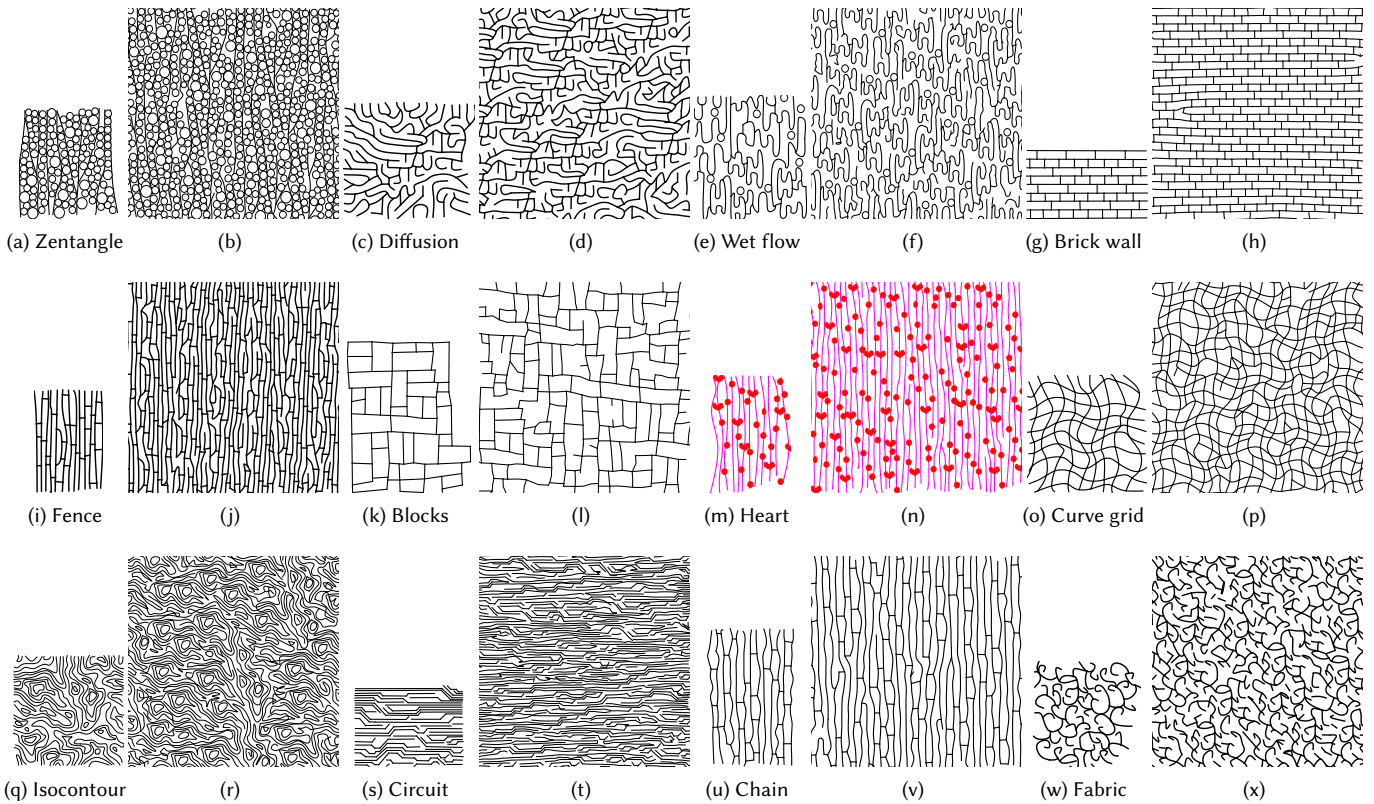 (a) Zentangle (b) (c) Diffusion (d) (e) Wet flow (f) (g) Brick wall (h)
(i) Fence (j) (k) Blocks (l) (m) Heart (n) (o) Curve grid (p)
(q) Isocontour (r) (s) Circuit (t) (u) Chain (v) (w) Fabric (x)